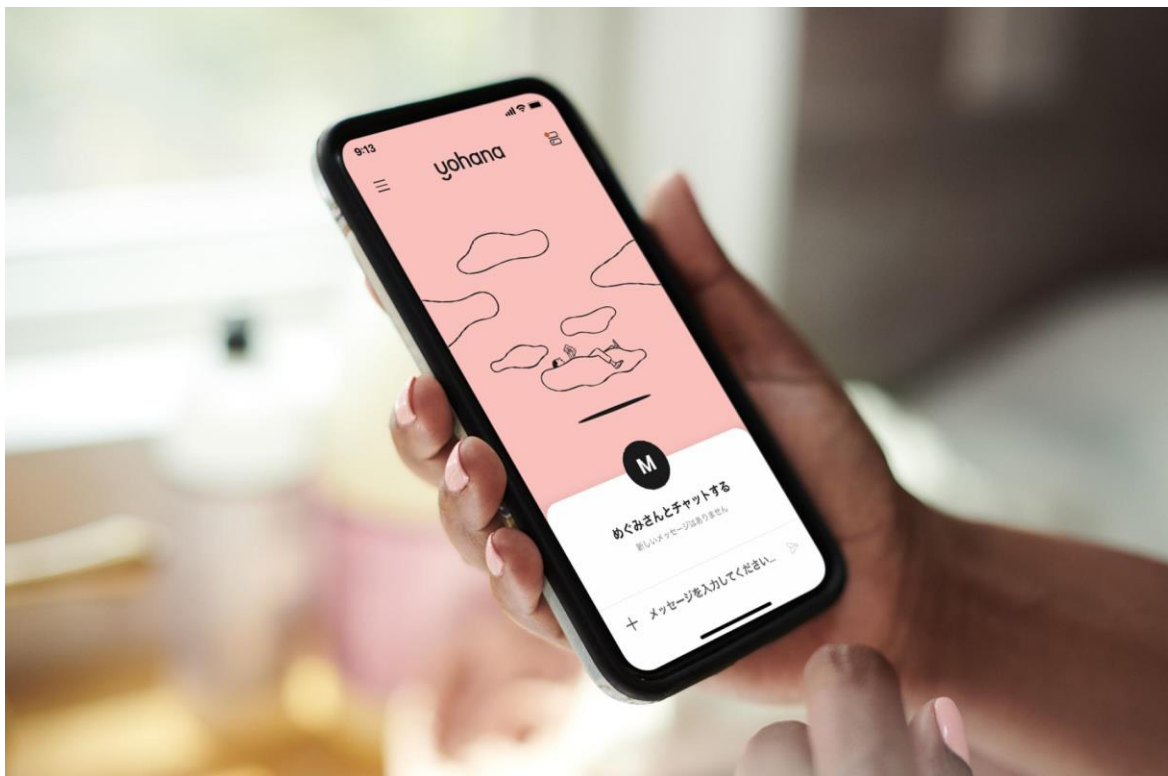 9:13
yohana
M
めぐみさんとチャットする
新しいメッセージはありません
メッセージを入力してください...